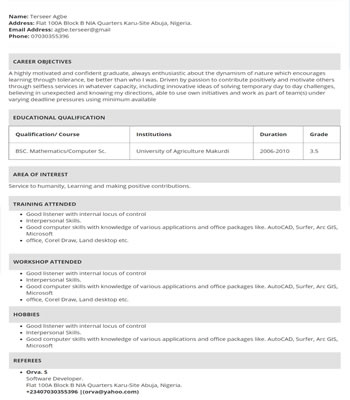 Name: Terseer Agbe
Address: Flat 100A Block B NIA Quarters Karu-Site Abuja, Nigeria.
Email Address: agbe.terseer@gmail
Phone: 07030355396
CAREER OBJECTIVES
A highly motivated and confident graduate, always enthusiastic about the dynamism of nature which encourages
learning through tolerance, be better than who I was. Driven by passion to contribute positively and motivate others
through selfless services in whatever capacity, including innovative ideas of solving temporal day to day challenges,
believing in unexpected and knowing my directions, able to use own initiatives and work as part of team(s) under
varying deadline pressures using minimum available
EDUCATIONAL QUALIFICATION
Qualification/ Course Institutions Duration Grade
BSC. Mathematics/Computer Sc. University of Agriculture Makurdi 2006-2010 3.5
AREA OF INTEREST
Service to humanity, Learning and making positive contributions.
TRAINING ATTENDED
• Good listener with internal locus of control
• Interpersonal Skills.
• Good computer skills with knowledge of various applications and office packages like. AutoCAD, Surfer, Arc GIS,
Microsoft
• office, Corel Draw, Land desktop etc.
WORKSHOP ATTENDED
• Good listener with internal locus of control
• Interpersonal Skills.
• Good computer skills with knowledge of various applications and office packages like. AutoCAD, Surfer, Arc GIS,
Microsoft
• office, Corel Draw, Land desktop etc.
HOBBIES
• Good listener with internal locus of control
• Interpersonal Skills.
• Good computer skills with knowledge of various applications and office packages like. AutoCAD, Surfer, Arc GIS,
Microsoft
REFEREES
• Orva. S
Software Developer.
Flat 100A Block B NIA Quarters Karu-Site Abuja, Nigeria.
+23407030355396 |(orva@yahoo.com)